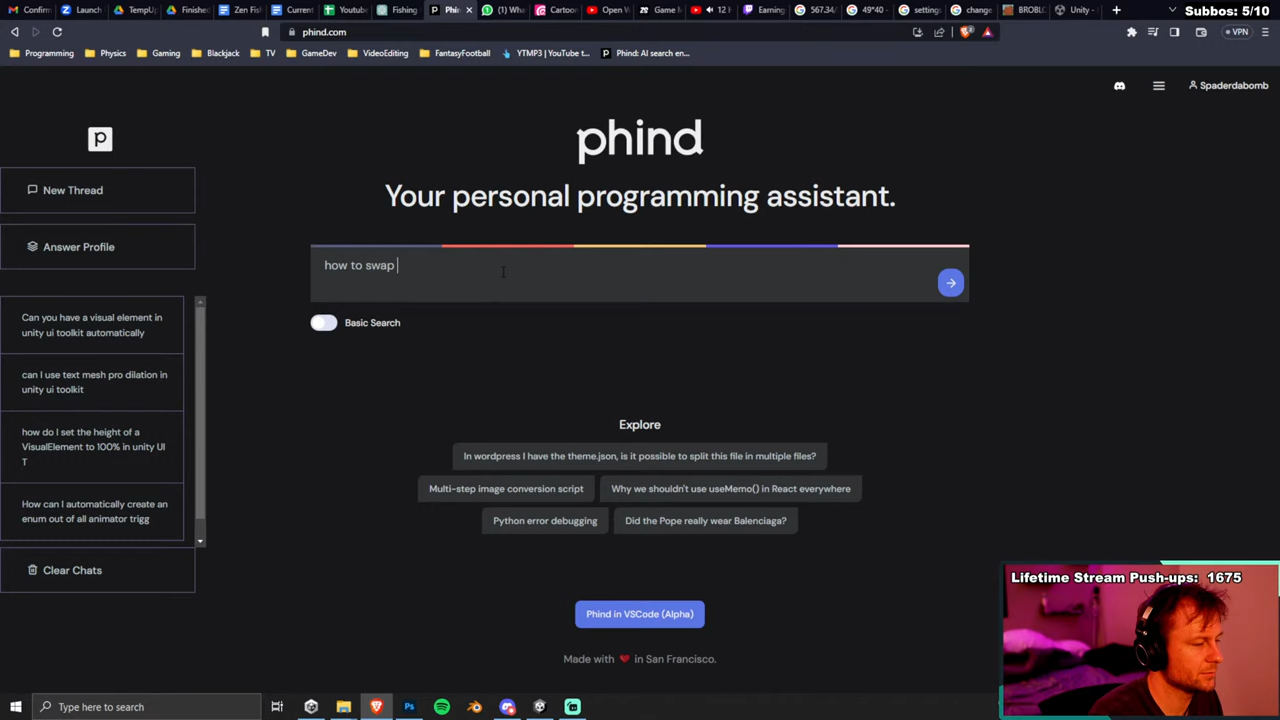 Confirm
Launch
TempU
Finished
Zen Fis
Current
Youtub
Fishing
Phin
Wha
Cartoo
Open W
Game M
12 H
Earning
567.34/
49*40
settings
change
BROBLO
Unity -
Subbos: 5/10
phind.com
VPN
Programming
Physics
Gaming
Blackjack
TV
GameDev
VideoEditing
FantasyFootball
YTMP3 | YouTube t...
Phind: AI search en...
Spaderdabomb
p
phind
Your personal programming assistant.
New Thread
Answer Profile
how to swap
Basic Search
Can you have a visual element in
unity ui toolkit automatically
can I use text mesh pro dilation in
unity ui toolkit
how do I set the height of a
VisualElement to 100% in unity UI
T
How can I automatically create an
enum out of all animator trigg
Clear Chats
Explore
In wordpress I have the theme.json, is it possible to split this file in multiple files?
Multi-step image conversion script
Why we shouldn't use useMemo() in React everywhere
Python error debugging
Did the Pope really wear Balenciaga?
Phind in VSCode (Alpha)
Made with ❤ in San Francisco.
Lifetime Stream Push-ups: 1675
Type here to search